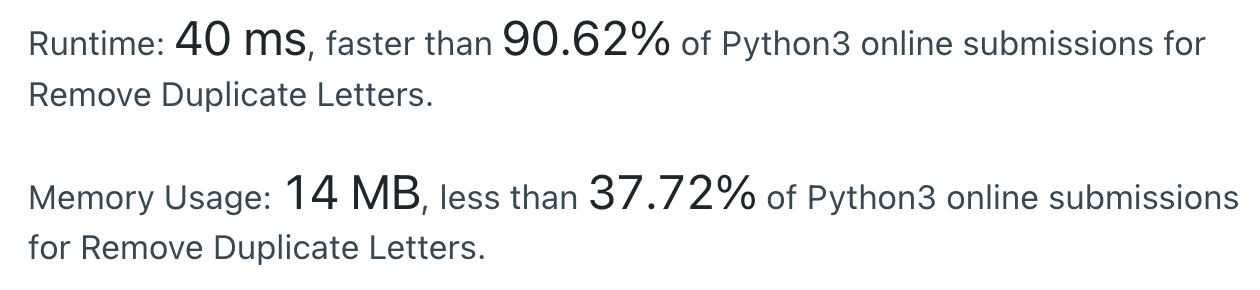 Runtime: 40 ms, faster than 90.62% of Python3 online submissions for
Remove Duplicate Letters.
Memory Usage: 14 MB, less than 37.72% of Python3 online submissions
for Remove Duplicate Letters.